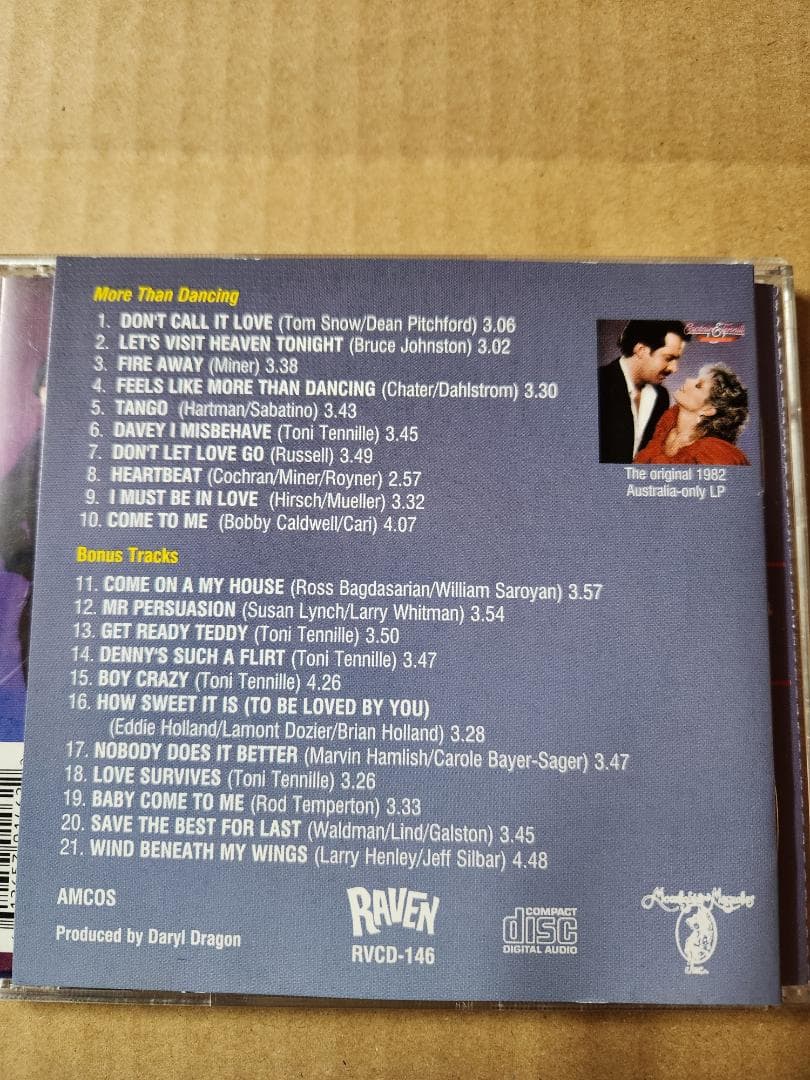 More Than Dancing
1. DON'T CALL IT LOVE (Tom Snow/Dean Pitchford) 3.06
2. LET'S VISIT HEAVEN TONIGHT (Bruce Johnston) 3.02
3. FIRE AWAY (Miner) 3.38
4. FEELS LIKE MORE THAN DANCING (Chater/Dahlstrom) 3.30
5. TANGO (Hartman/Sabatino) 3.43
6. DAVEY I MISBEHAVE (Toni Tennille) 3.45
7. DON'T LET LOVE GO (Russell) 3.49
8. HEARTBEAT (Cochran/Miner/Royner) 2.57
9. I MUST BE IN LOVE (Hirsch/Mueller) 3.32
10. COME TO ME (Bobby Caldwell/Cari) 4.07
Captain & Tennille
The original 1982
Australia-only LP
Bonus Tracks
11. COME ON A MY HOUSE (Ross Bagdasarian/William Saroyan) 3.57
12. MR PERSUASION (Susan Lynch/Larry Whitman) 3.54
13. GET READY TEDDY (Toni Tennille) 3.50
14. DENNY'S SUCH A FLIRT (Toni Tennille) 3.47
15. BOY CRAZY (Toni Tennille) 4.26
16. HOW SWEET IT IS (TO BE LOVED BY YOU)
(Eddie Holland/Lamont Dozier/Brian Holland) 3.28
17. NOBODY DOES IT BETTER (Marvin Hamlish/Carole Bayer-Sager) 3.47
18. LOVE SURVIVES (Toni Tennille) 3.26
19. BABY COME TO ME (Rod Temperton) 3.33
20. SAVE THE BEST FOR LAST (Waldman/Lind/Galston) 3.45
21. WIND BENEATH MY WINGS (Larry Henley/Jeff Silbar) 4.48
AMCOS
Produced by Daryl Dragon
RAVEN
RVCD-146
COMPACT
disc
DIGITAL AUDIO
Inc.